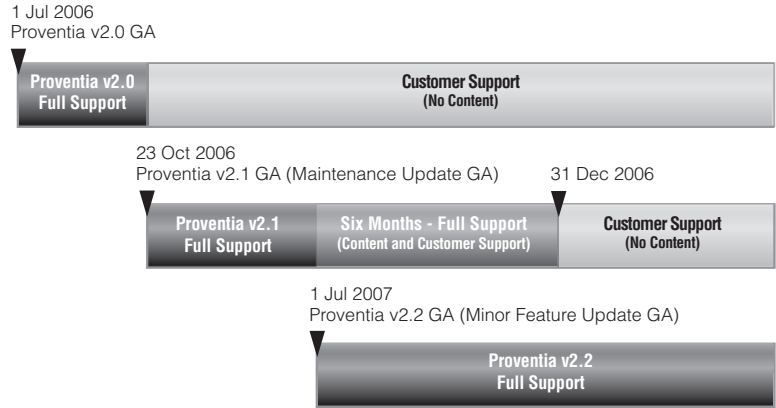 1 Jul 2006
Proventia v2.0 GA
Proventia v2.0
Full Support
Customer Support
(No Content)
23 Oct 2006
Proventia v2.1 GA (Maintenance Update GA)
31 Dec 2006
Proventia v2.1
Full Support
Six Months - Full Support
(Content and Customer Support)
Customer Support
(No Content)
1 Jul 2007
Proventia v2.2 GA (Minor Feature Update GA)
Proventia v2.2
Full Support